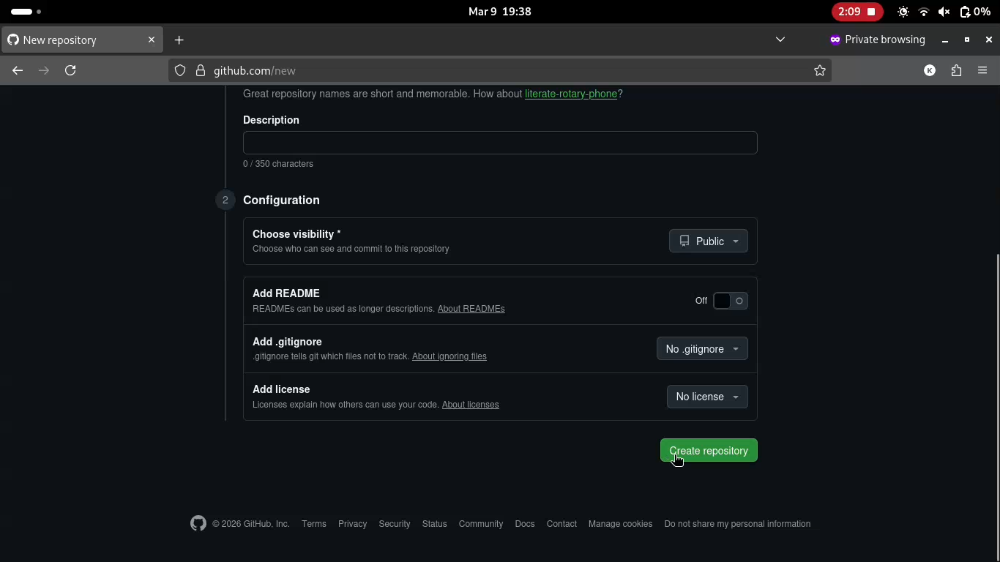 Mar 9 19:38
2:09
0%
New repository
Private browsing
github.com/new
K
Great repository names are short and memorable. How about literate-rotary-phone?
Description
0 / 350 characters
2
Configuration
Choose visibility *
Choose who can see and commit to this repository
Public
Add README
READMEs can be used as longer descriptions. About READMEs
Off
Add .gitignore
.gitignore tells git which files not to track. About ignoring files
No .gitignore
Add license
Licenses explain how others can use your code. About licenses
No license
Create repository
© 2026 GitHub, Inc. Terms Privacy Security Status Community Docs Contact Manage cookies Do not share my personal information